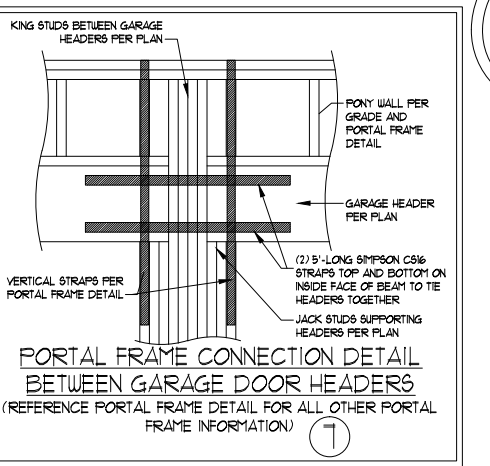 KING STUDS BETWEEN GARAGE
HEADERS PER PLAN
PONY WALL PER
GRADE AND
PORTAL FRAME
DETAIL
GARAGE HEADER
PER PLAN
(2) 5'-LONG SIMPSON CS16
STRAPS TOP AND BOTTOM ON
INSIDE FACE OF BEAM TO TIE
HEADERS TOGETHER
VERTICAL STRAPS PER
PORTAL FRAME DETAIL
JACK STUDS SUPPORTING
HEADERS PER PLAN
PORTAL FRAME CONNECTION DETAIL
BETWEEN GARAGE DOOR HEADERS
(REFERENCE PORTAL FRAME DETAIL FOR ALL OTHER PORTAL
FRAME INFORMATION)
7